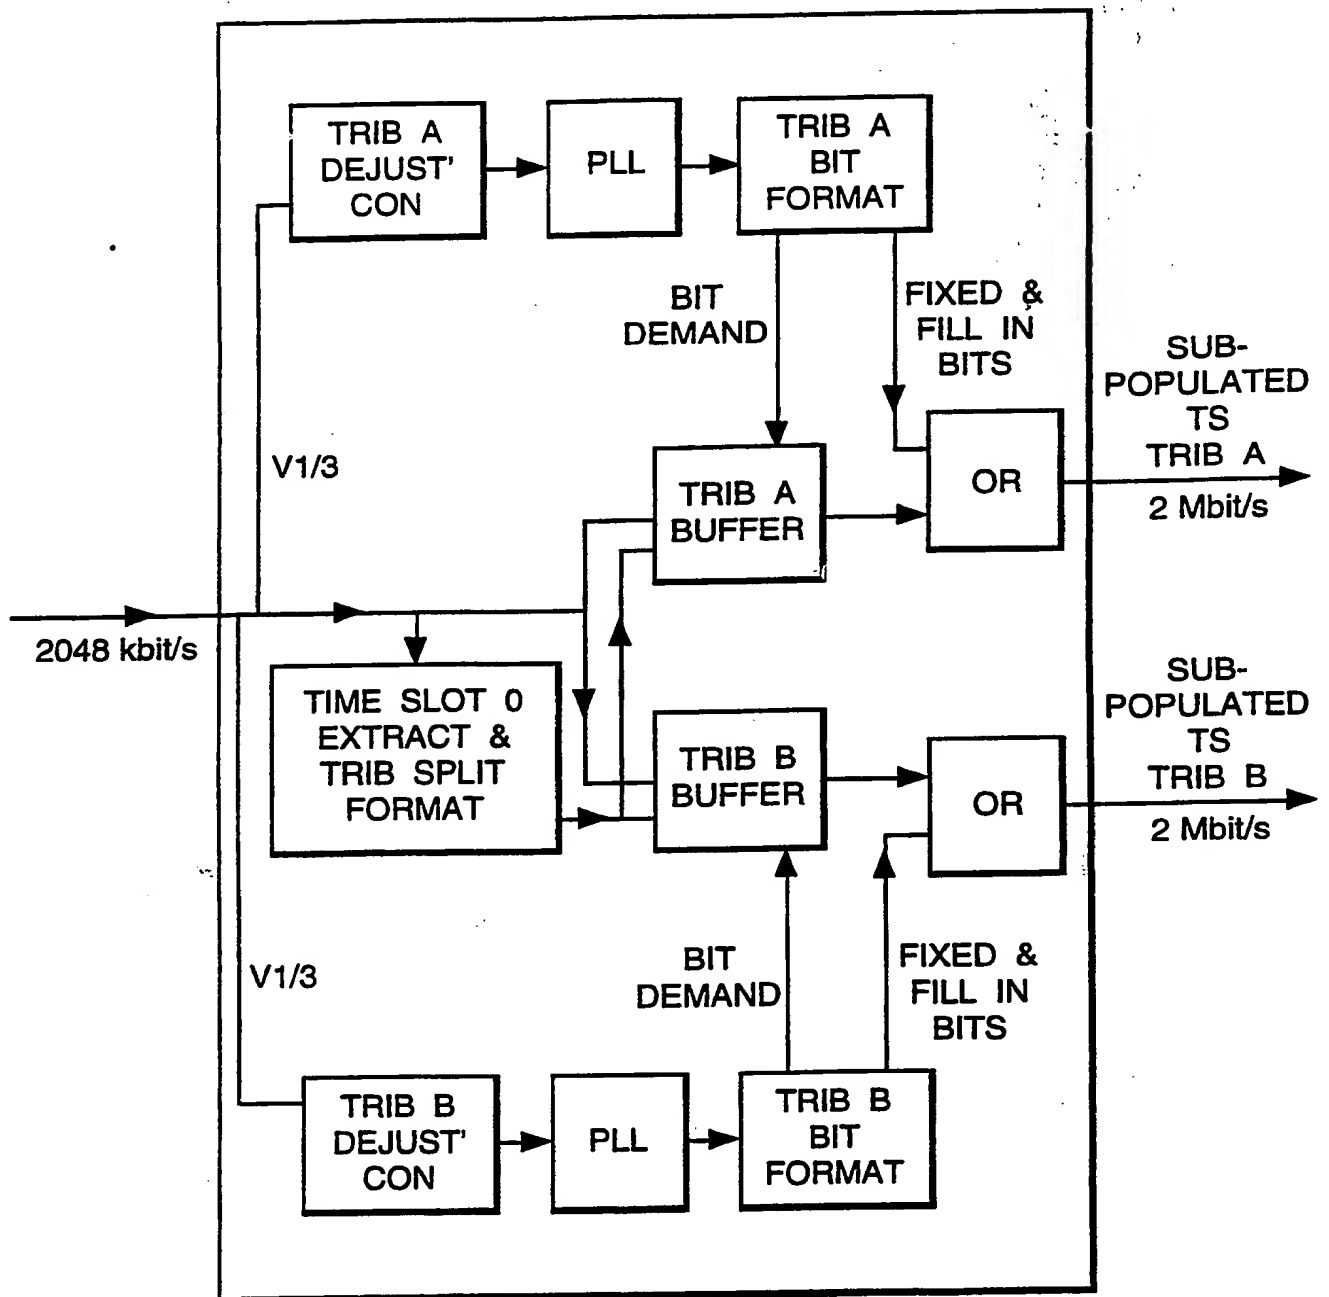 TRIB A
DEJUST'
CON
PLL
TRIB A
BIT
FORMAT
BIT
DEMAND
FIXED &
FILL IN
BITS
SUB-
POPULATED
TS
TRIB A
2 Mbit/s
V1/3
TRIB A
BUFFER
OR
2048 kbit/s
TIME SLOT 0
EXTRACT &
TRIB SPLIT
FORMAT
TRIB B
BUFFER
OR
SUB-
POPULATED
TS
TRIB B
2 Mbit/s
V1/3
BIT
DEMAND
FIXED &
FILL IN
BITS
TRIB B
DEJUST'
CON
PLL
TRIB B
BIT
FORMAT